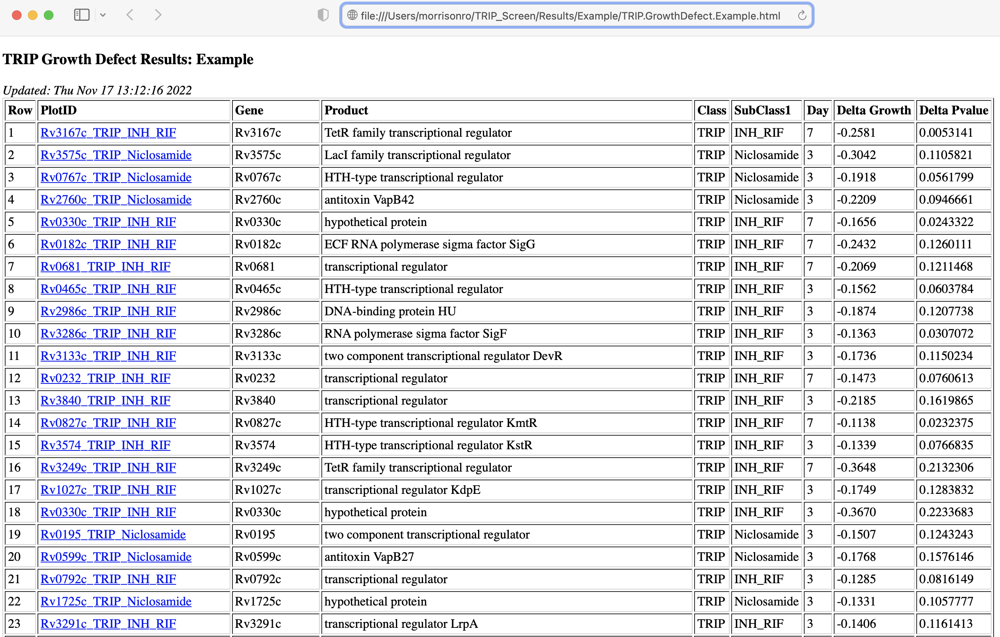 file:///Users/morrisonro/TRIP_Screen/Results/Example/TRIP.GrowthDefect.Example.html
TRIP Growth Defect Results: Example
Updated: Thu Nov 17 13:12:16 2022
Row PlotID Gene Product Class SubClass1 Day Delta Growth Delta Pvalue
1 Rv3167c_TRIP_INH_RIF Rv3167c TetR family transcriptional regulator TRIP INH_RIF 7 -0.2581 0.0053141
2 Rv3575c_TRIP_Niclosamide Rv3575c LacI family transcriptional regulator TRIP Niclosamide 3 -0.3042 0.1105821
3 Rv0767c_TRIP_Niclosamide Rv0767c HTH-type transcriptional regulator TRIP Niclosamide 3 -0.1918 0.0561799
4 Rv2760c_TRIP_Niclosamide Rv2760c antitoxin VapB42 TRIP Niclosamide 3 -0.2209 0.0946661
5 Rv0330c_TRIP_INH_RIF Rv0330c hypothetical protein TRIP INH_RIF 7 -0.1656 0.0243322
6 Rv0182c_TRIP_INH_RIF Rv0182c ECF RNA polymerase sigma factor SigG TRIP INH_RIF 7 -0.2432 0.1260111
7 Rv0681_TRIP_INH_RIF Rv0681 transcriptional regulator TRIP INH_RIF 7 -0.2069 0.1211468
8 Rv0465c_TRIP_INH_RIF Rv0465c HTH-type transcriptional regulator TRIP INH_RIF 3 -0.1562 0.0603784
9 Rv2986c_TRIP_INH_RIF Rv2986c DNA-binding protein HU TRIP INH_RIF 3 -0.1874 0.1207738
10 Rv3286c_TRIP_INH_RIF Rv3286c RNA polymerase sigma factor SigF TRIP INH_RIF 3 -0.1363 0.0307072
11 Rv3133c_TRIP_INH_RIF Rv3133c two component transcriptional regulator DevR TRIP INH_RIF 3 -0.1736 0.1150234
12 Rv0232_TRIP_INH_RIF Rv0232 transcriptional regulator TRIP INH_RIF 7 -0.1473 0.0760613
13 Rv3840_TRIP_INH_RIF Rv3840 transcriptional regulator TRIP INH_RIF 3 -0.2185 0.1619865
14 Rv0827c_TRIP_INH_RIF Rv0827c HTH-type transcriptional regulator KmtR TRIP INH_RIF 7 -0.1138 0.0232375
15 Rv3574_TRIP_INH_RIF Rv3574 HTH-type transcriptional regulator KstR TRIP INH_RIF 3 -0.1339 0.0766835
16 Rv3249c_TRIP_INH_RIF Rv3249c TetR family transcriptional regulator TRIP INH_RIF 7 -0.3648 0.2132306
17 Rv1027c_TRIP_INH_RIF Rv1027c transcriptional regulator KdpE TRIP INH_RIF 3 -0.1749 0.1283832
18 Rv0330c_TRIP_INH_RIF Rv0330c hypothetical protein TRIP INH_RIF 3 -0.3670 0.2233683
19 Rv0195_TRIP_Niclosamide Rv0195 two component transcriptional regulator TRIP Niclosamide 3 -0.1507 0.1243243
20 Rv0599c_TRIP_Niclosamide Rv0599c antitoxin VapB27 TRIP Niclosamide 3 -0.1768 0.1576146
21 Rv0792c_TRIP_INH_RIF Rv0792c transcriptional regulator TRIP INH_RIF 3 -0.1285 0.0816149
22 Rv1725c_TRIP_Niclosamide Rv1725c hypothetical protein TRIP Niclosamide 3 -0.1331 0.1057777
23 Rv3291c_TRIP_INH_RIF Rv3291c transcriptional regulator LrpA TRIP INH_RIF 3 -0.1406 0.1161413